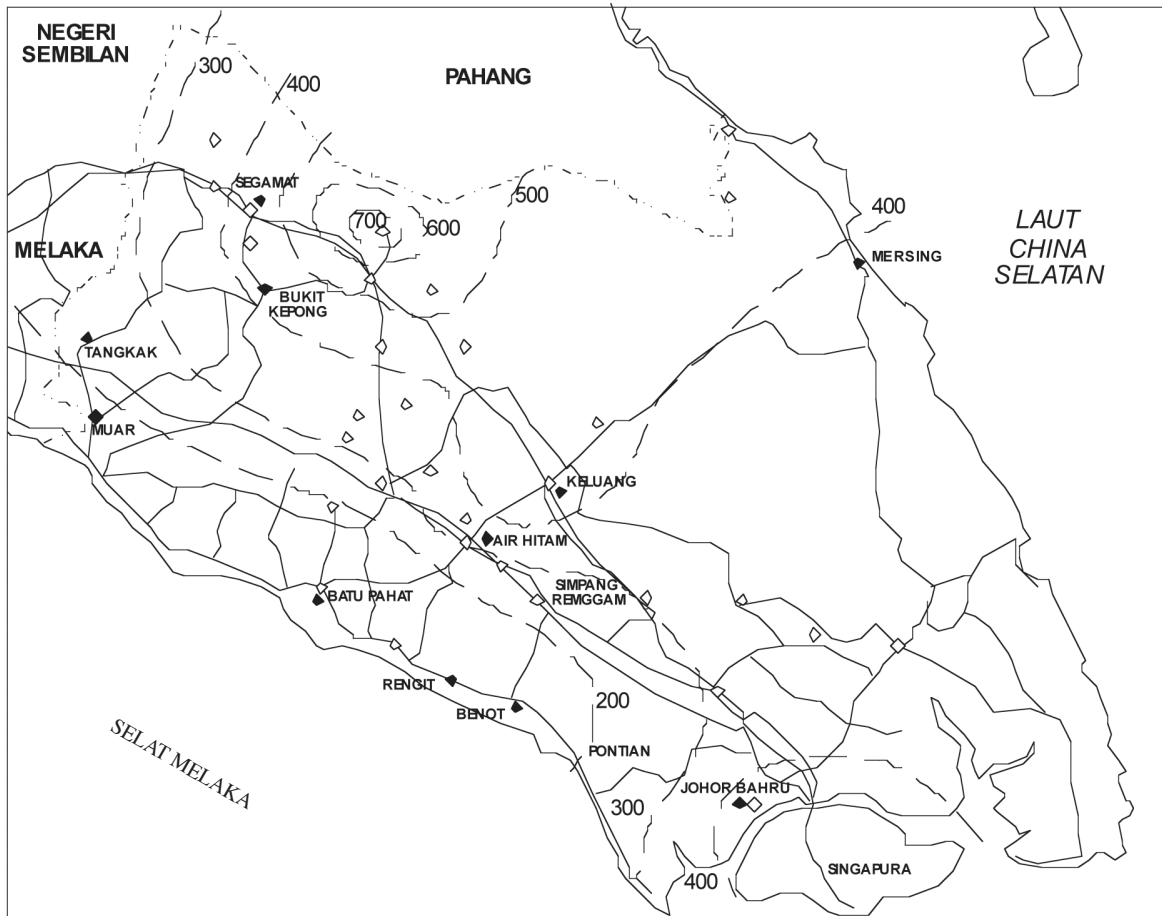 NEGERI
SEMBILAN
300
400
PAHANG
SEGAMAT
700
600
500
400
MERSING
LAUT
CHINA
SELATAN
MELAKA
BUKIT
KEPONG
TANGKAK
MUAR
KELUANG
AIR HITAM
SIMPANG
REMGGAM
BATU PAHAT
RENGIT
BENOT
200
PONTIAN
SELAT MELAKA
300
JOHOR BAHRU
400
SINGAPURA